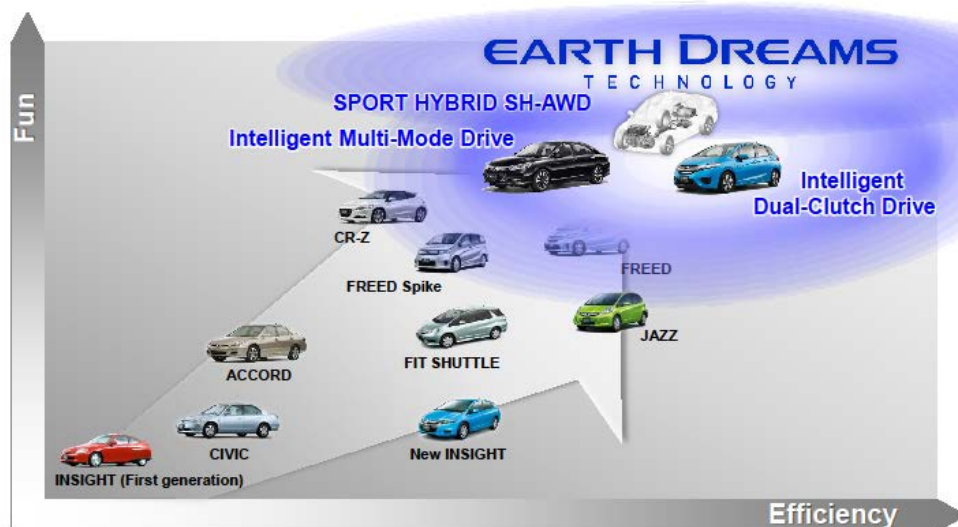 EARTH DREAMS
TECHNOLOGY
SPORT HYBRID SH-AWD
Intelligent Multi-Mode Drive
Intelligent
Dual-Clutch Drive
Fun
CR-Z
FREED
FREED Spike
JAZZ
ACCORD
FIT SHUTTLE
CIVIC
New INSIGHT
INSIGHT (First generation)
Efficiency